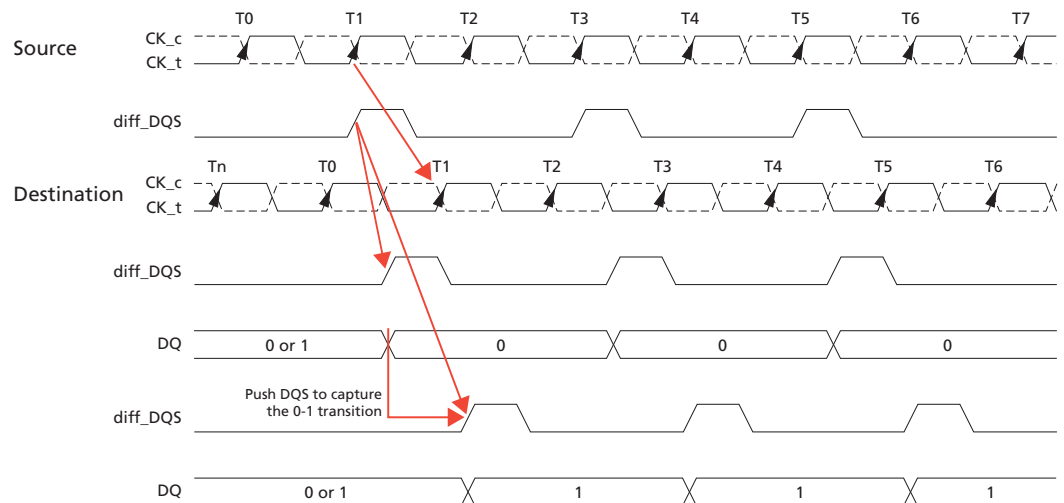 T0 T1 T2 T3 T4 T5 T6 T7
Source
CK_c
CK_t
diff_DQS
Tn T0 T1 T2 T3 T4 T5 T6
Destination
CK_c
CK_t
diff_DQS
DQ 0 or 1 0 0 0
Push DQS to capture
the 0-1 transition
diff_DQS
DQ 0 or 1 1 1 1